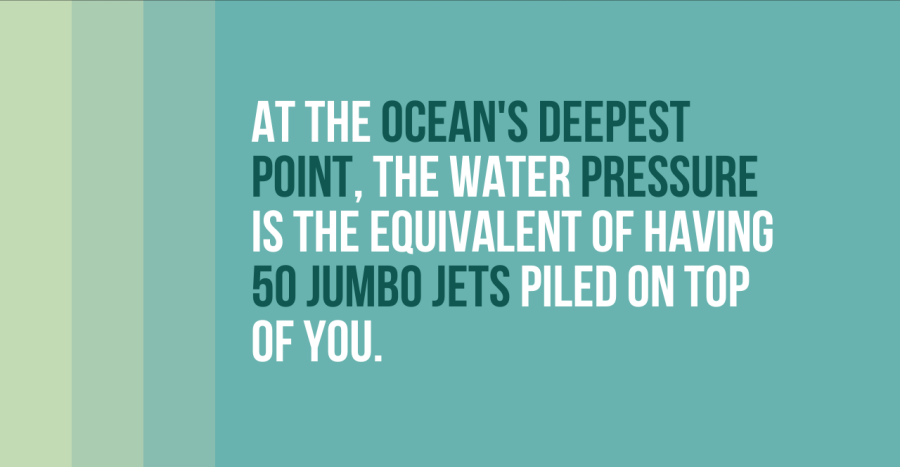 AT THE OCEAN'S DEEPEST
POINT, THE WATER PRESSURE
IS THE EQUIVALENT OF HAVING
50 JUMBO JETS PILED ON TOP
OF YOU.